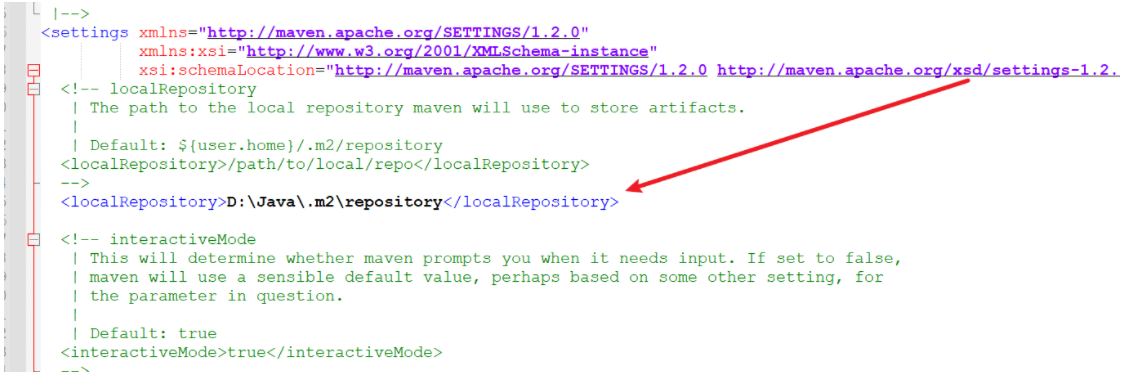 |-->
<settings xmlns="http://maven.apache.org/SETTINGS/1.2.0"
xmlns:xsi="http://www.w3.org/2001/XMLSchema-instance"
xsi:schemaLocation="http://maven.apache.org/SETTINGS/1.2.0 http://maven.apache.org/xsd/settings-1.2.
<!-- localRepository
| The path to the local repository maven will use to store artifacts.
|
| Default: ${user.home}/.m2/repository
<localRepository>/path/to/local/repo</localRepository>
-->
<localRepository>D:\Java\.m2\repository</localRepository>
<!-- interactiveMode
| This will determine whether maven prompts you when it needs input. If set to false,
| maven will use a sensible default value, perhaps based on some other setting, for
| the parameter in question.
|
| Default: true
<interactiveMode>true</interactiveMode>
-->